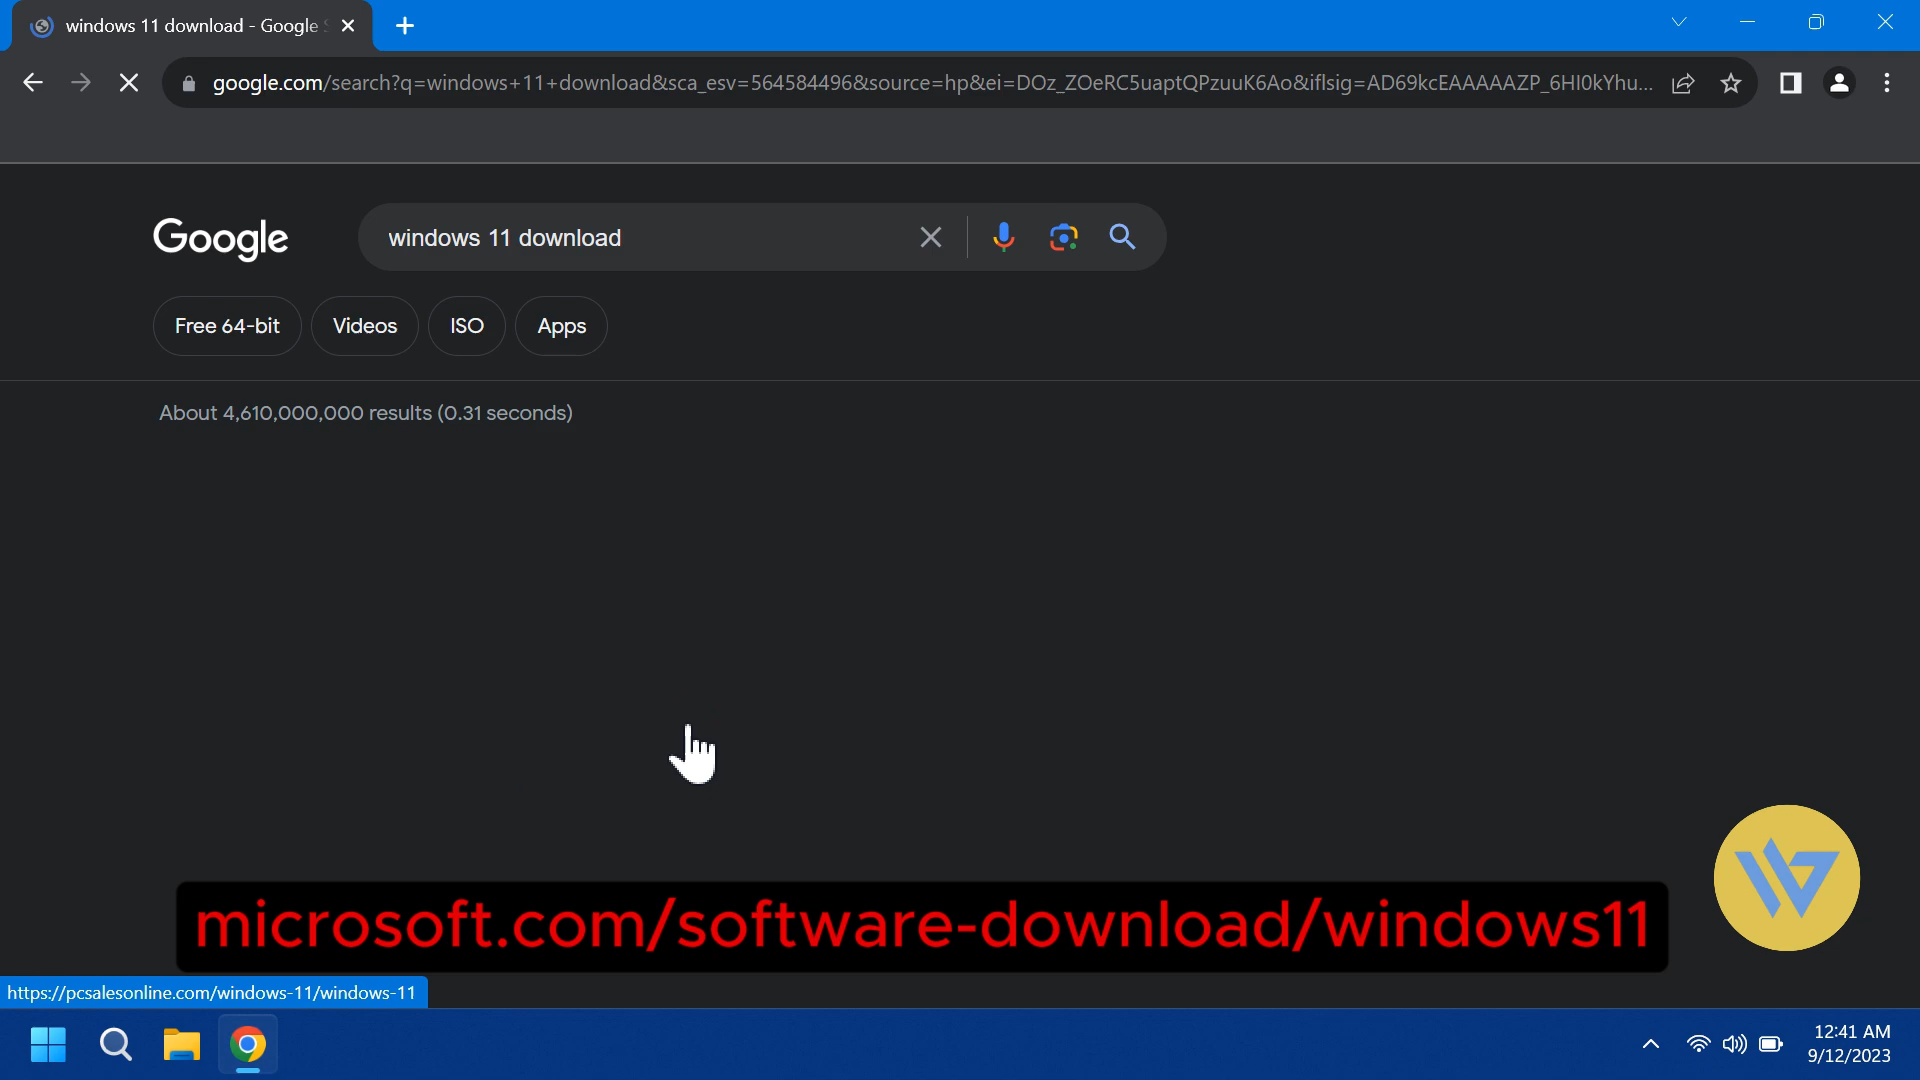 windows 11 download - Google
google.com/search?q=windows+11+download&sca_esv=564584496&source=hp&ei=DOz_ZOeRC5uaptQPzuuK6Ao&iflsig=AD69kcEAAAAAZP_6HI0kYhu...
Google
windows 11 download
Free 64-bit
Videos
ISO
Apps
About 4,610,000,000 results (0.31 seconds)
microsoft.com/software-download/windows11
https://pcsalesonline.com/windows-11/windows-11
12:41 AM
9/12/2023